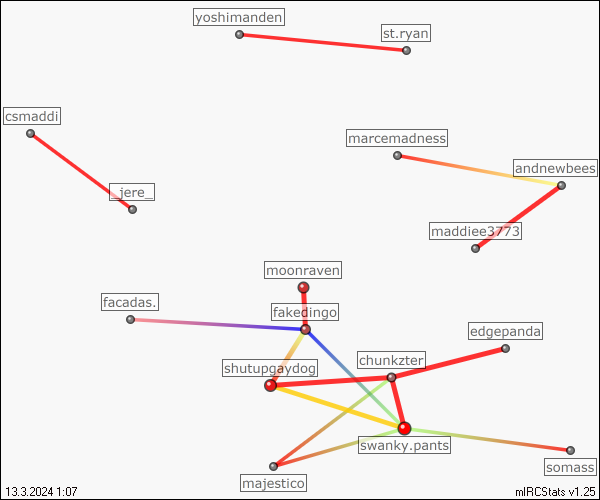 yoshimanden
st.ryan
csmaddi
marcemadness
andnewbees
_jere_
maddiee3773
moonraven
facadas.
fakedingo
edgepanda
chunkzter
shutupgaydog
swanky.pants
somass
majestico
13.3.2024 1:07
mIRCStats v1.25